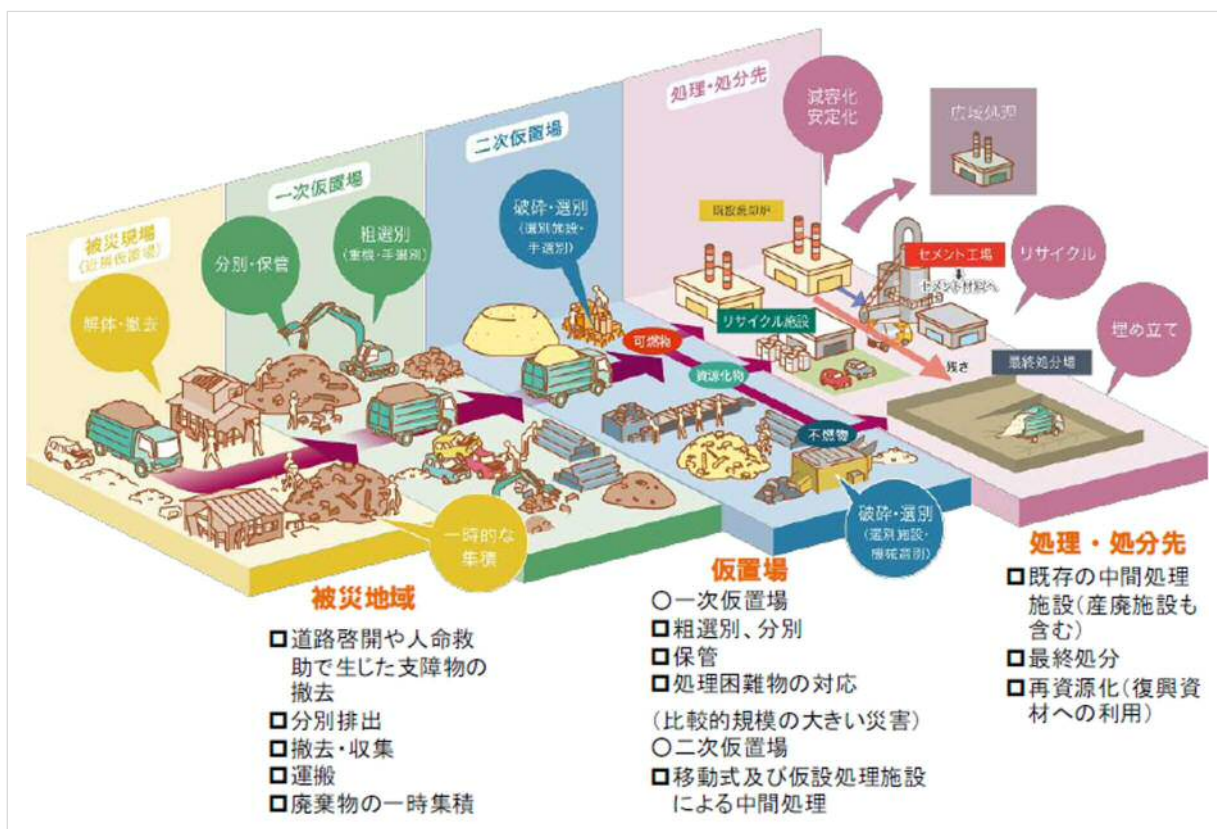 被災現場
(近隣仮置場)
解体・撤去
一時的な
集積
一次仮置場
分別・保管
粗選別
(重機・手選別)
二次仮置場
破砕・選別
(選別施設・
手選別)
可燃物
資源化物
不燃物
破砕・選別
(選別施設・
機械選別)
処理・処分先
減容化
安定化
広域処理
既設焼却炉
セメント工場
セメント材料へ
リサイクル
リサイクル施設
残さ
最終処分場
埋め立て
被災地域
□道路啓開や人命救
助で生じた支障物の
撤去
□分別排出
□撤去・収集
□運搬
□廃棄物の一時集積
仮置場
○一次仮置場
□粗選別、分別
□保管
□処理困難物の対応
(比較的規模の大きい災害)
○二次仮置場
□移動式及び仮設処理施設
による中間処理
処理・処分先
□既存の中間処理
施設(産廃施設も
含む)
□最終処分
□再資源化(復興資
材への利用)